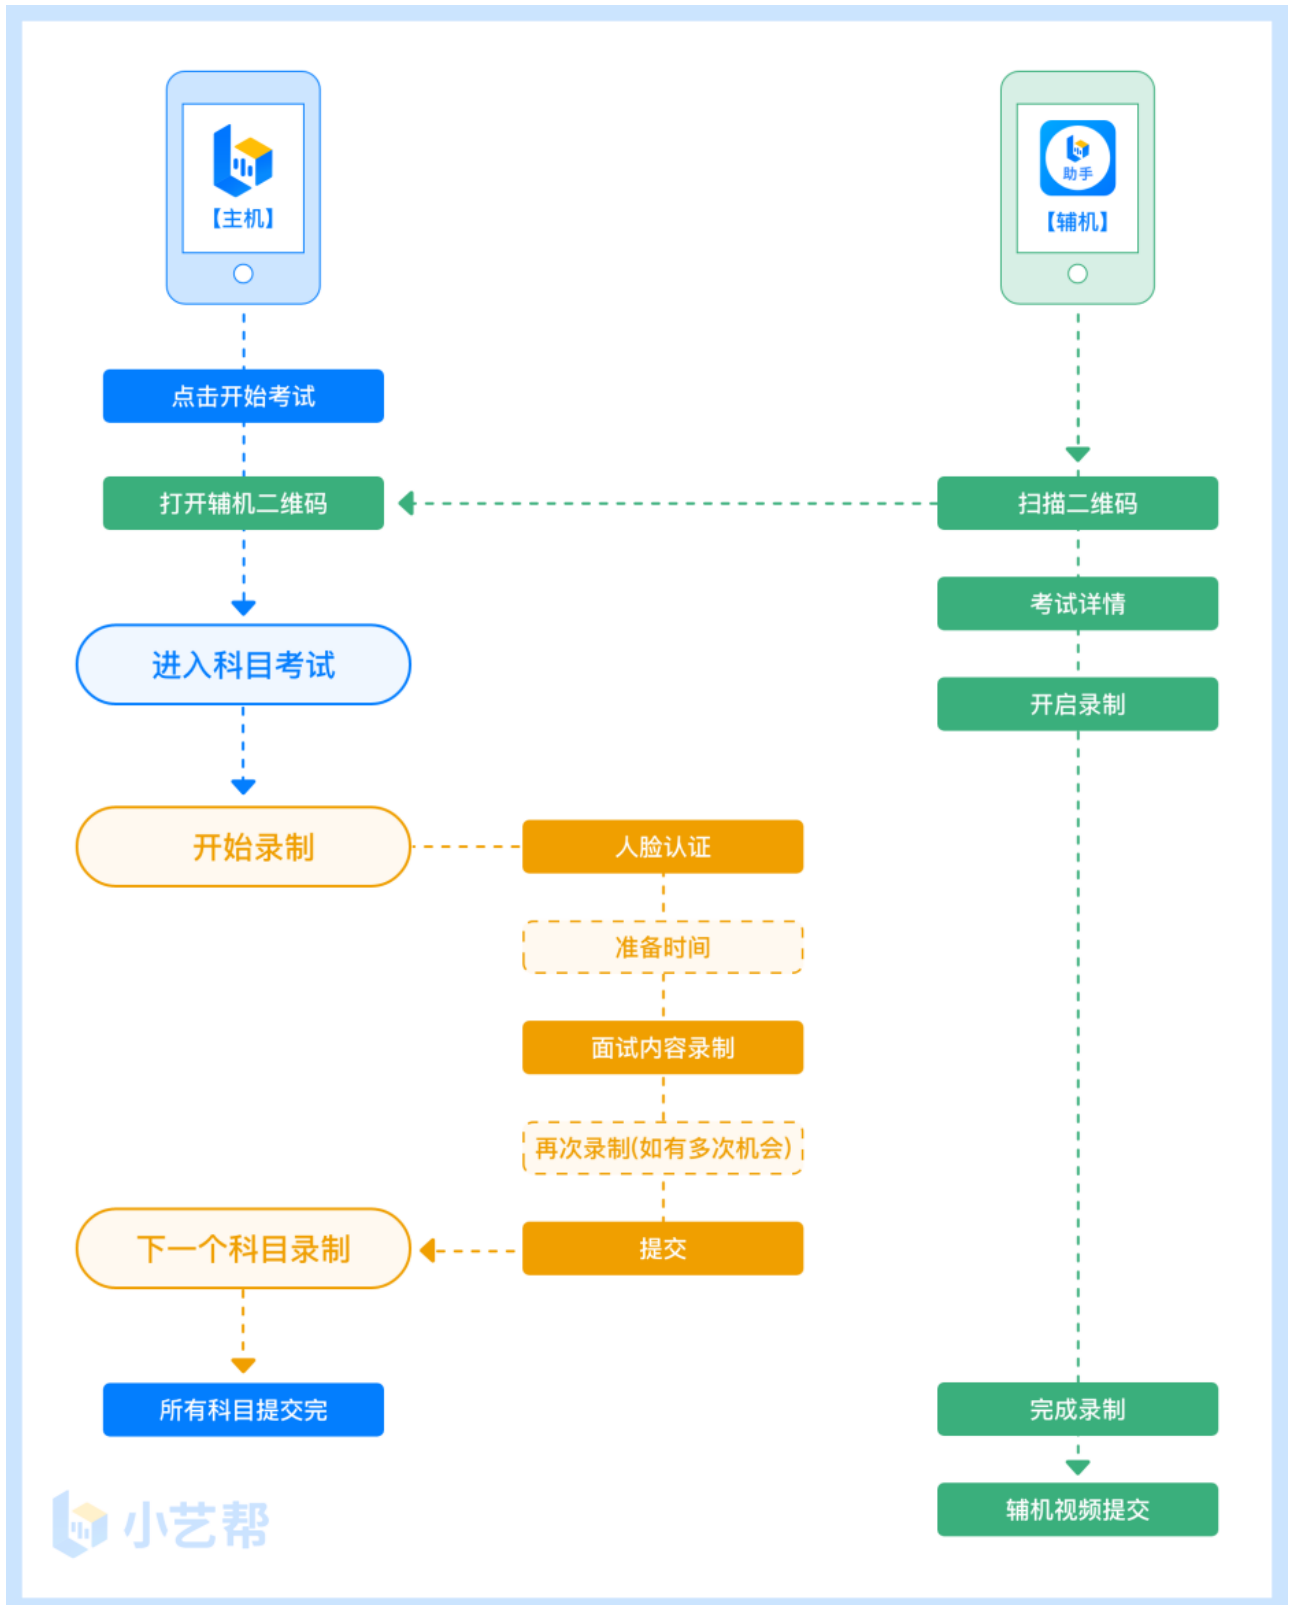 【主机】
助手
【辅机】
点击开始考试
打开辅机二维码
扫描二维码
考试详情
进入科目考试
开启录制
开始录制
人脸认证
准备时间
面试内容录制
再次录制(如有多次机会)
下一个科目录制
提交
所有科目提交完
完成录制
辅机视频提交
小艺帮